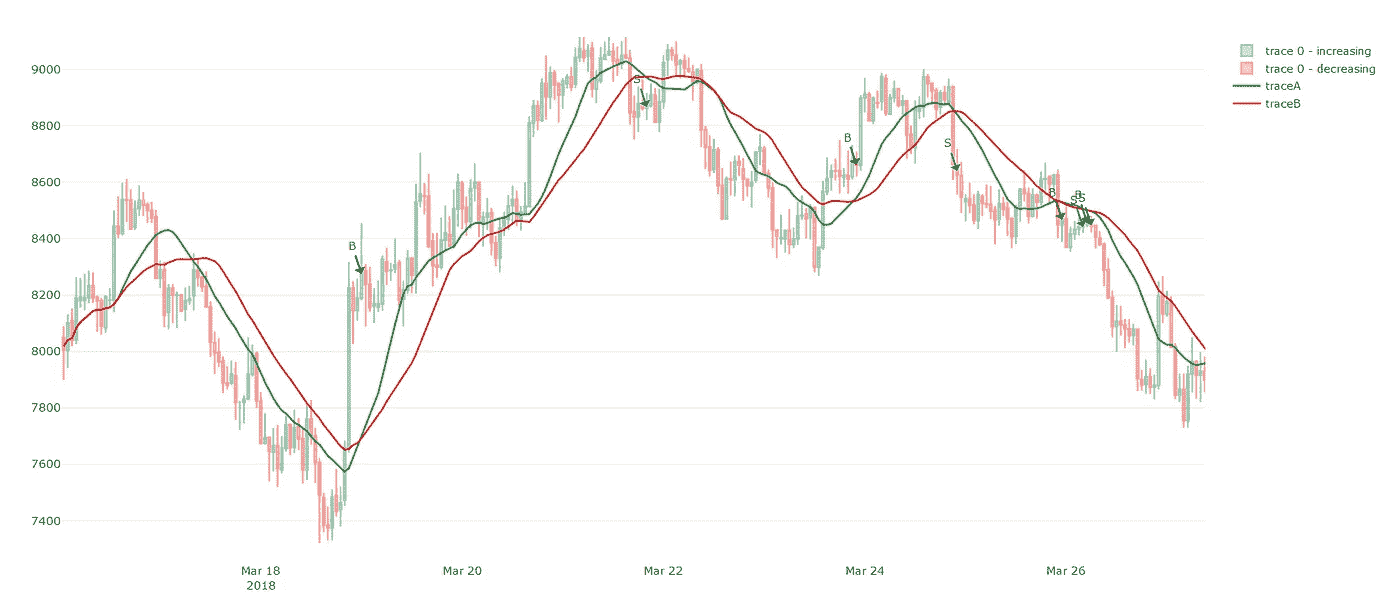 9000
8800
8600
8400
8200
8000
7800
7600
7400
B
S
B
S
B
S
S
Mar 18
2018
Mar 20
Mar 22
Mar 24
Mar 26
trace 0 - increasing
trace 0 - decreasing
traceA
traceB